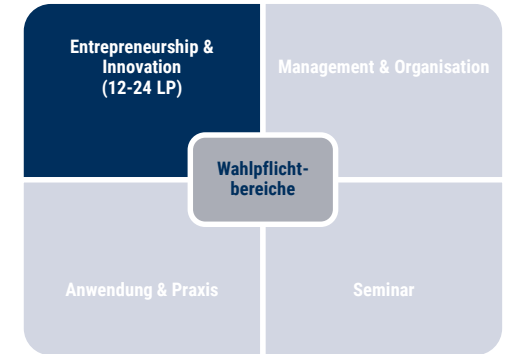 Entrepreneurship &
Innovation
(12-24 LP)
Management & Organisation
Wahlpflicht-
bereiche
Anwendung & Praxis
Seminar